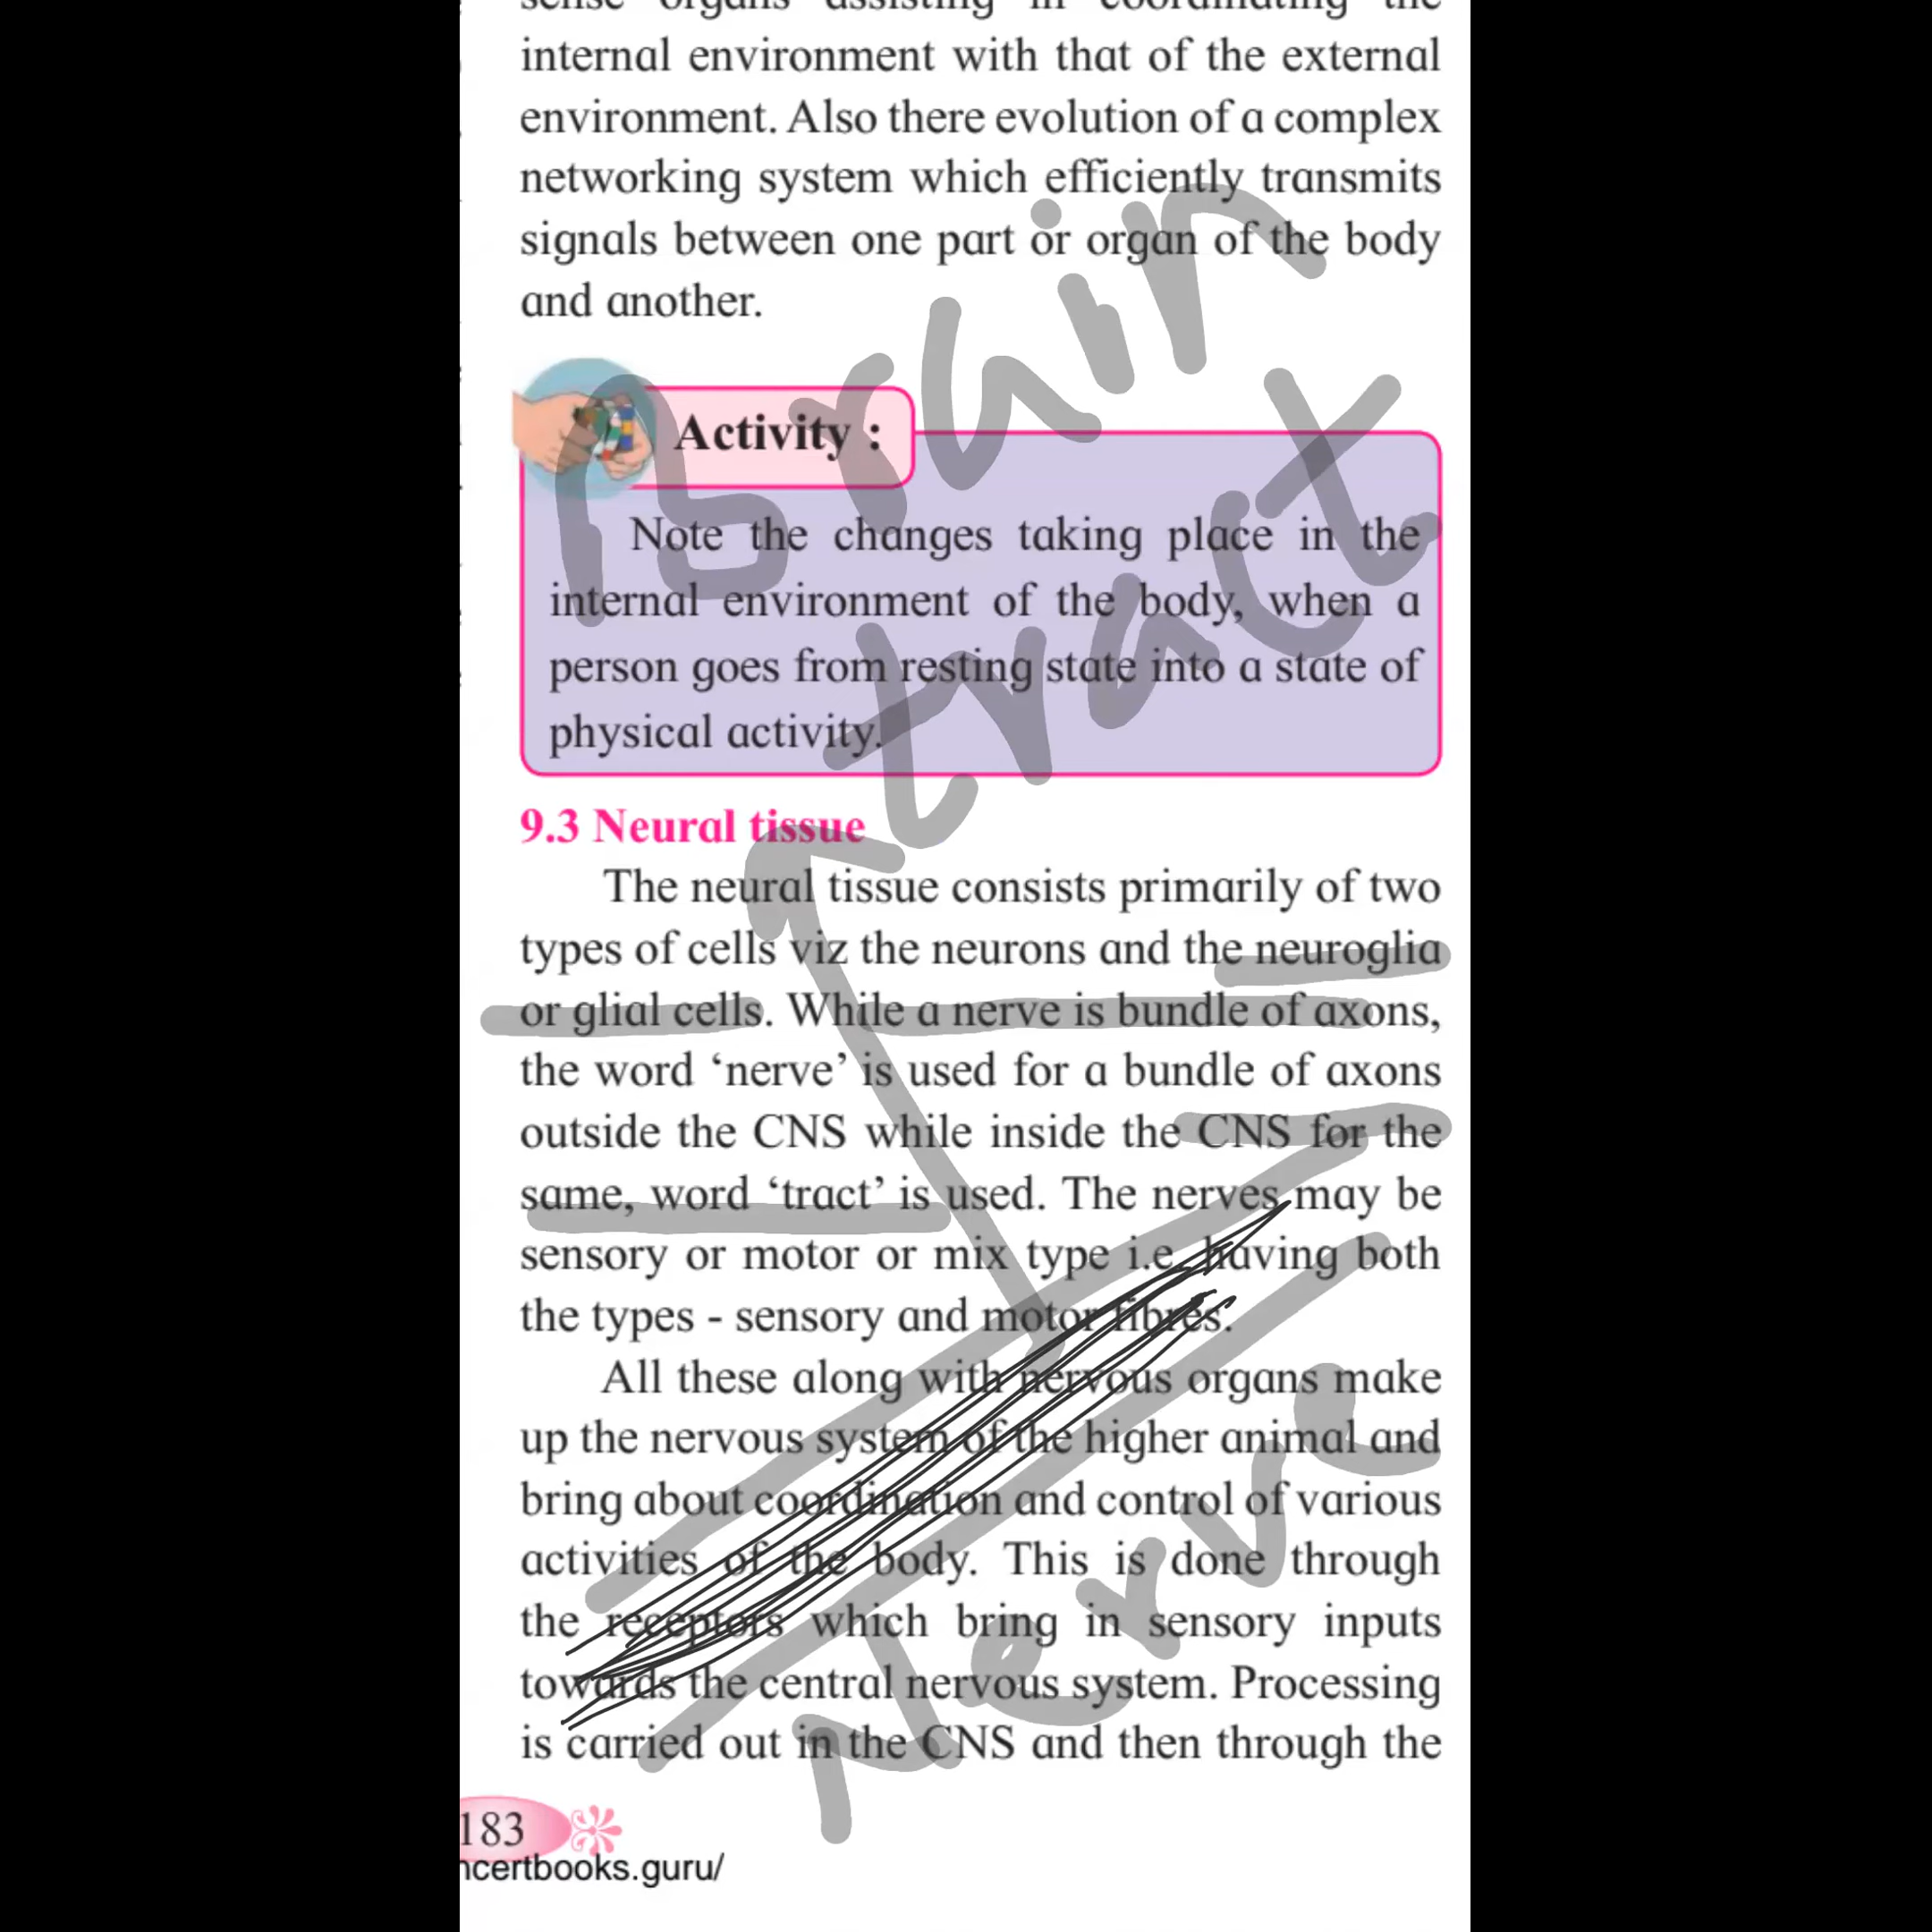 internal environment with that of the external
environment. Also there evolution of a complex
networking system which efficiently transmits
signals between one part or organ of the body
and another.
Brain
Activity :
Note the changes taking place in the
internal environment of the body, when a
person goes from resting state into a state of
physical activity.
tract
9.3 Neural tissue
The neural tissue consists primarily of two
types of cells viz the neurons and the neuroglia
or glial cells. While a nerve is bundle of axons,
the word ‘nerve’ is used for a bundle of axons
outside the CNS while inside the CNS for the
same, word ‘tract’ is used. The nerves may be
sensory or motor or mix type i.e. having both
the types - sensory and motor fibres.
All these along with nervous organs make
up the nervous system of the higher animal and
bring about coordination and control of various
activities of the body. This is done through
the receptors which bring in sensory inputs
towards the central nervous system. Processing
is carried out in the CNS and then through the
Nerve
183
ncertbooks.guru/